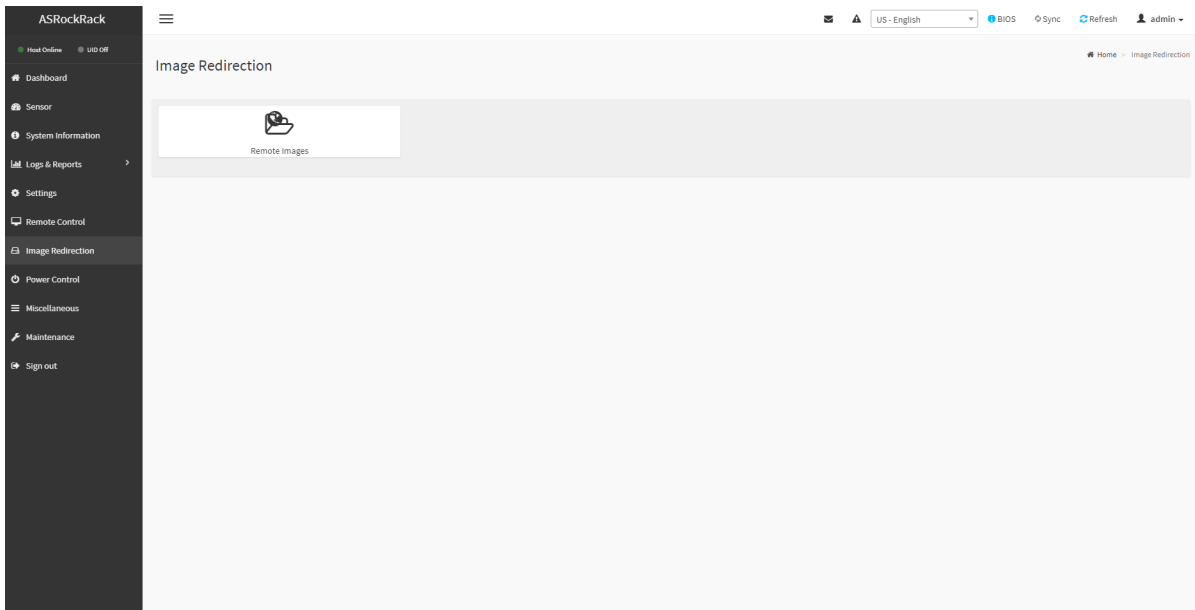 ASRockRack
US - English
BIOS
Sync
Refresh
admin
Host Online
UID Off
Dashboard
Sensor
System Information
Logs & Reports
Settings
Remote Control
Image Redirection
Power Control
Miscellaneous
Maintenance
Sign out
Image Redirection
Home > Image Redirection
Remote Images